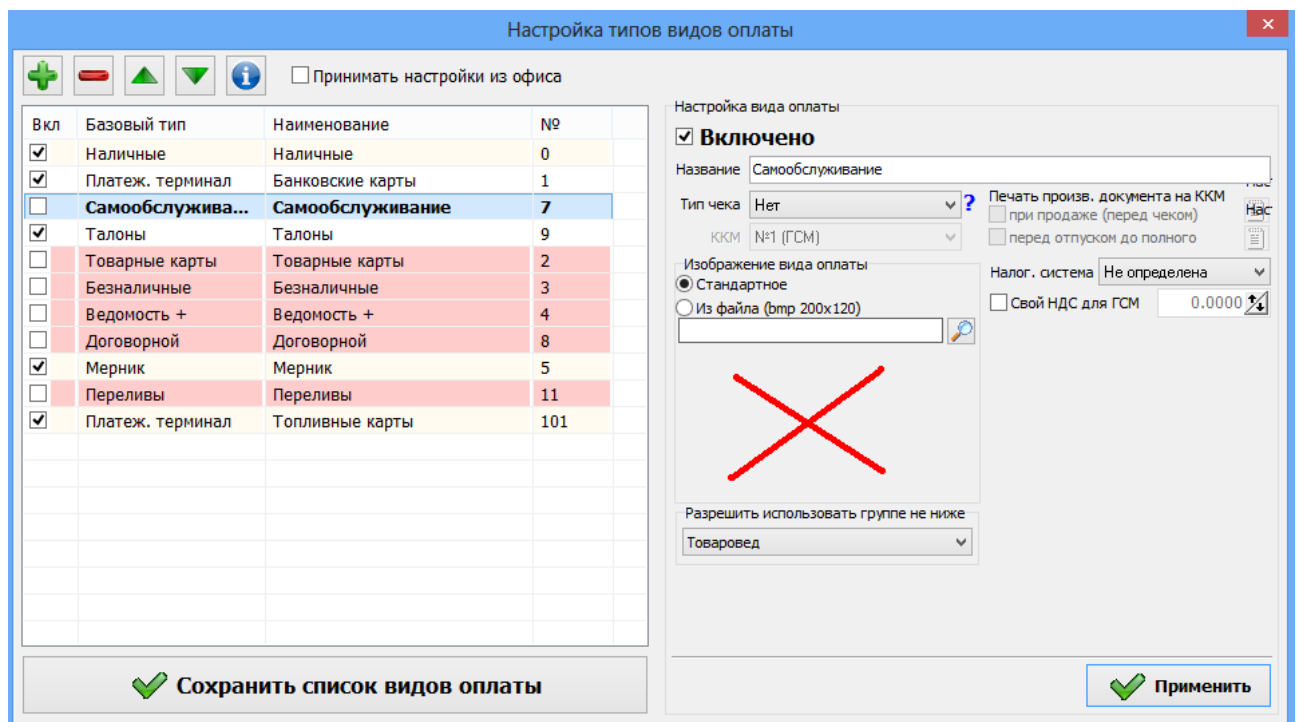 Настройка типов видов оплаты
Принимать настройки из офиса
Вкл Базовый тип Наименование №
Наличные Наличные 0
Платеж. терминал Банковские карты 1
Самообслужива... Самообслуживание 7
Талоны Талоны 9
Товарные карты Товарные карты 2
Безналичные Безналичные 3
Ведомость + Ведомость + 4
Договорной Договорной 8
Мерник Мерник 5
Переливы Переливы 11
Платеж. терминал Топливные карты 101
Сохранить список видов оплаты
Настройка вида оплаты
Включено
Название Самообслуживание
Тип чека Нет ?
ККМ №1 (ГСМ)
Печать произв. документа на ККМ
при продаже (перед чеком) Нас
перед отпуском до полного
Изображение вида оплаты
Стандартное
Из файла (bmp 200x120)
Налог. система Не определена
Свой НДС для ГСМ 0.0000
Разрешить использовать группе не ниже
Товаровед
Применить